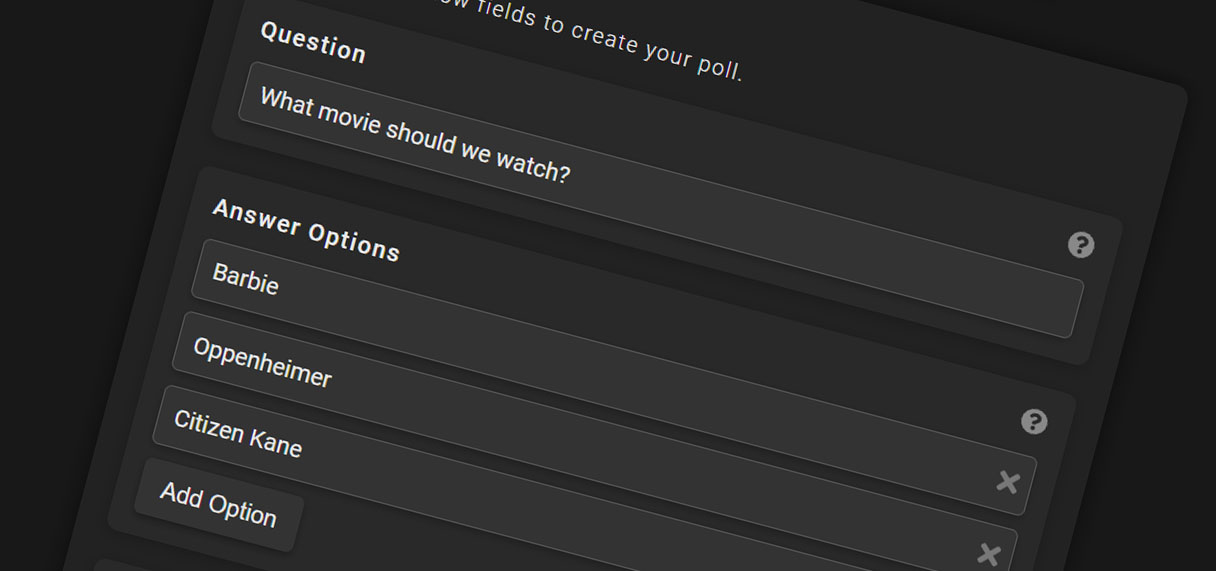 fields to create your poll.
Question
What movie should we watch?
Answer Options
Barbie
Oppenheimer
Citizen Kane
Add Option